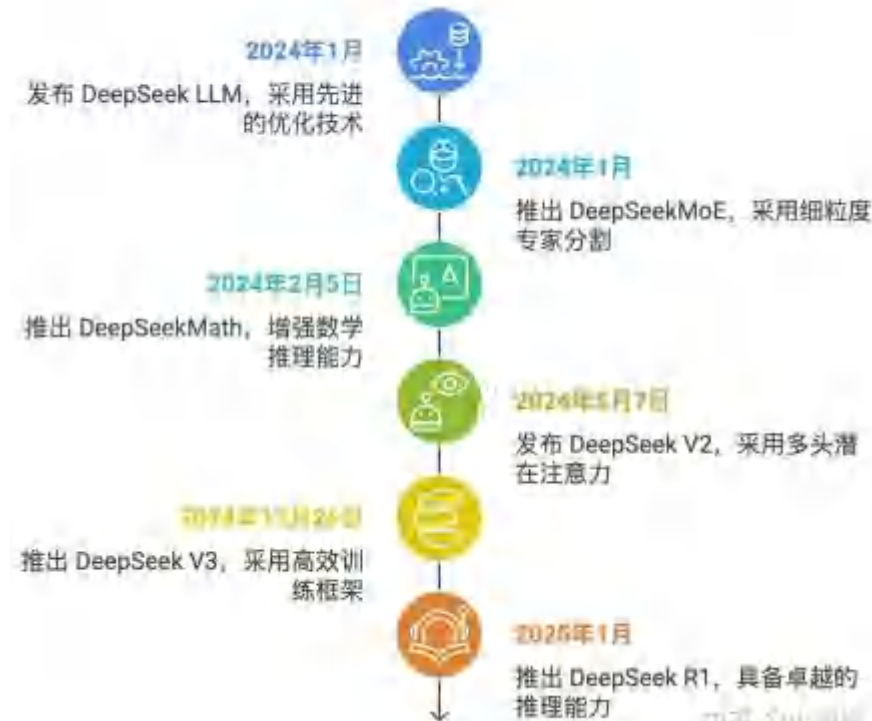 2024年1月
发布 DeepSeek LLM，采用先进
的优化技术
2024年1月
推出 DeepSeekMoE，采用细粒度
专家分割
2024年2月5日
推出 DeepSeekMath，增强数学
推理能力
2024年5月7日
发布 DeepSeek V2，采用多头潜
在注意力
推出 DeepSeek V3，采用高效训
练框架
2025年1月
推出 DeepSeek R1，具备卓越的
推理能力